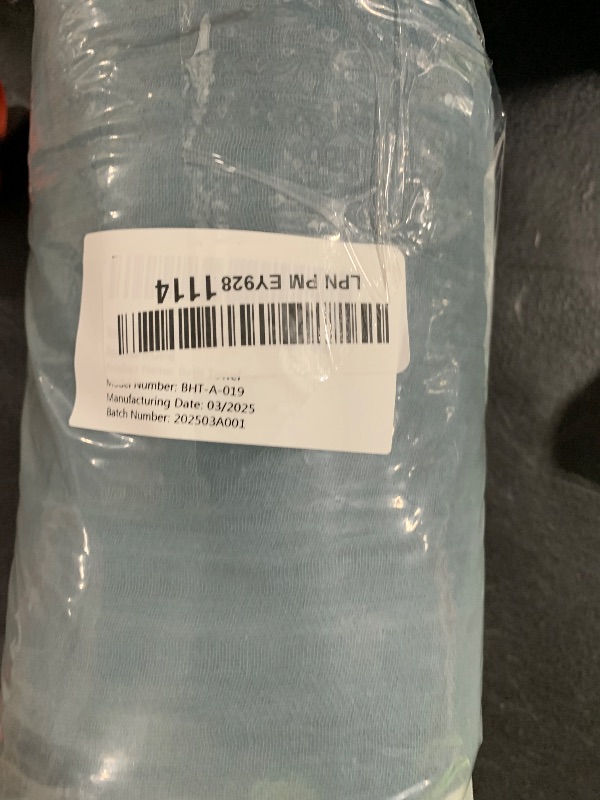 LPN PM EY928 1114
Model Number: BHT-A-019
Manufacturing Date: 03/2025
Batch Number: 202503A001